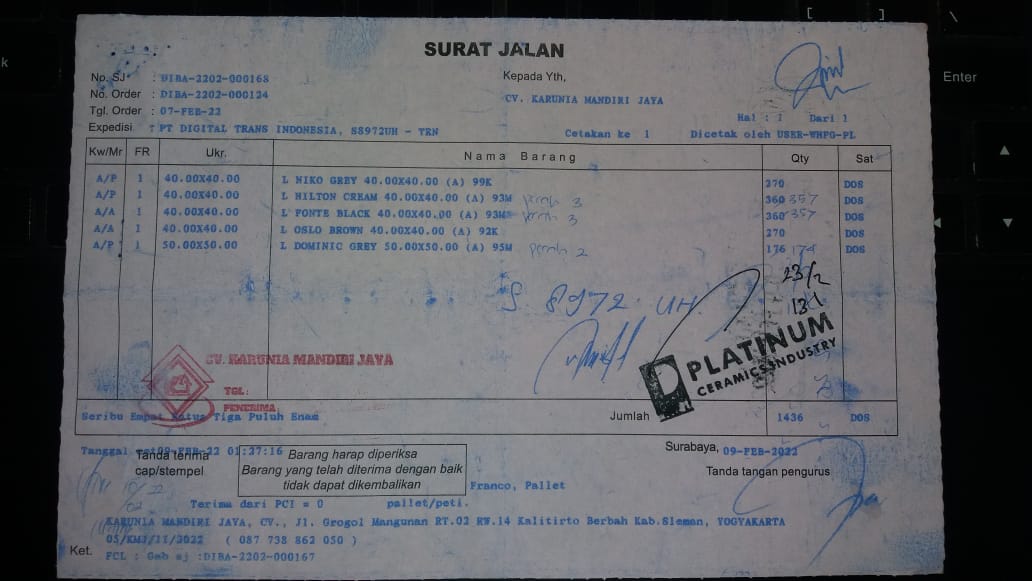 SURAT JALAN
No. SJ : DIBA-2202-000168
No. Order : DIBA-2202-000124
Tgl. Order : 07-FEB-22
Expedisi : PT DIGITAL TRANS INDONESIA, S8972UH - TEN
Kepada Yth,
CV. KARUNIA MANDIRI JAYA
Hal : 1 Dari 1
Cetakan ke 1 Dicetak oleh USER-WHPG-PL
Kw/Mr FR Ukr. Nama Barang Qty Sat
A/P 1 40.00X40.00 L NIKO GREY 40.00X40.00 (A) 99K 270 DOS
A/P 1 40.00X40.00 L HILTON CREAM 40.00X40.00 (A) 93M 3 360 357 DOS
A/A 1 40.00X40.00 L FONTE BLACK 40.00X40.00 (A) 93M 3 360 357 DOS
A/A 1 40.00X40.00 L OSLO BROWN 40.00X40.00 (A) 92K 270 DOS
A/P 1 50.00X50.00 L DOMINIC GREY 50.00X50.00 (A) 95M 2 176 174 DOS
23/2
S. 8972 UH
PLATINUM
CERAMICS INDUSTRY
CV. KARUNIA MANDIRI JAYA
TGL:
PENERIMA
Seribu Empat Ratus Tiga Puluh Enam Jumlah 1436 DOS
09-FEB-22 01:27:16
Tanda terima
cap/stempel
Barang harap diperiksa
Barang yang telah diterima dengan baik
tidak dapat dikembalikan
Surabaya, 09-FEB-2022
Tanda tangan pengurus
Franco, Pallet
Terima dari PCI = 0 pallet/peti.
KARUNIA MANDIRI JAYA, CV., Jl. Grogol Mangunan RT.02 RW.14 Kalitirto Berbah Kab.Sleman, YOGYAKARTA
05/KMJ/II/2022 ( 087 738 862 050 )
Ket. FCL : Gab sj :DIBA-2202-000167
Enter